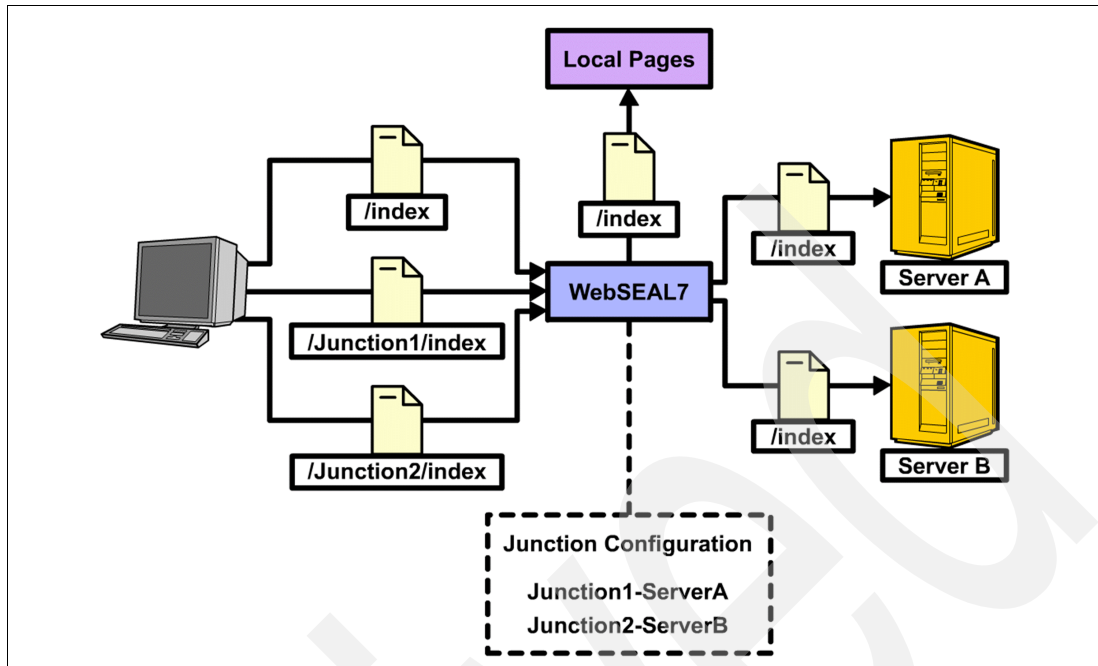 Local Pages
/index
/index
/index
Server A
WebSEAL7
/Junction1/index
/index
Server B
/Junction2/index
Junction Configuration
Junction1-ServerA
Junction2-ServerB